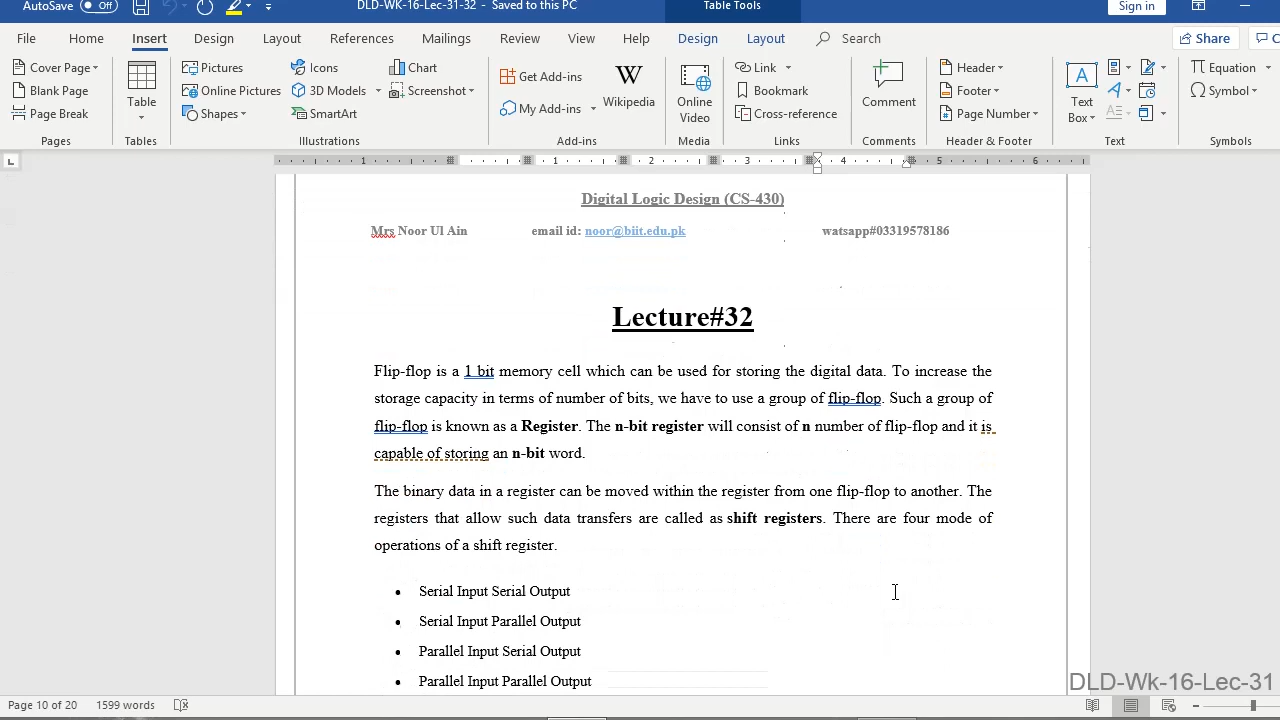 AutoSave Off DLD-Wk-16-Lec-31-32 - Saved to this PC Table Tools Sign in
File Home Insert Design Layout References Mailings Review View Help Design Layout Search Share
Cover Page
Blank Page
Page Break
Pages
Table
Tables
Pictures
Online Pictures
Shapes
Icons
3D Models
SmartArt
Chart
Screenshot
Illustrations
Get Add-ins
My Add-ins
Wikipedia
Add-ins
Online
Video
Media
Link
Bookmark
Cross-reference
Links
Comment
Comments
Header
Footer
Page Number
Header & Footer
Text
Box
Text
Equation
Symbol
Symbols
1 1 2 3 4 5 6
Digital Logic Design (CS-430)
Mrs Noor Ul Ain email id: noor@biit.edu.pk watsapp#03319578186
Lecture#32
Flip-flop is a 1 bit memory cell which can be used for storing the digital data. To increase the
storage capacity in terms of number of bits, we have to use a group of flip-flop. Such a group of
flip-flop is known as a Register. The n-bit register will consist of n number of flip-flop and it is
capable of storing an n-bit word.
The binary data in a register can be moved within the register from one flip-flop to another. The
registers that allow such data transfers are called as shift registers. There are four mode of
operations of a shift register.
• Serial Input Serial Output
• Serial Input Parallel Output
• Parallel Input Serial Output
• Parallel Input Parallel Output
DLD-Wk-16-Lec-31
Page 10 of 20 1599 words